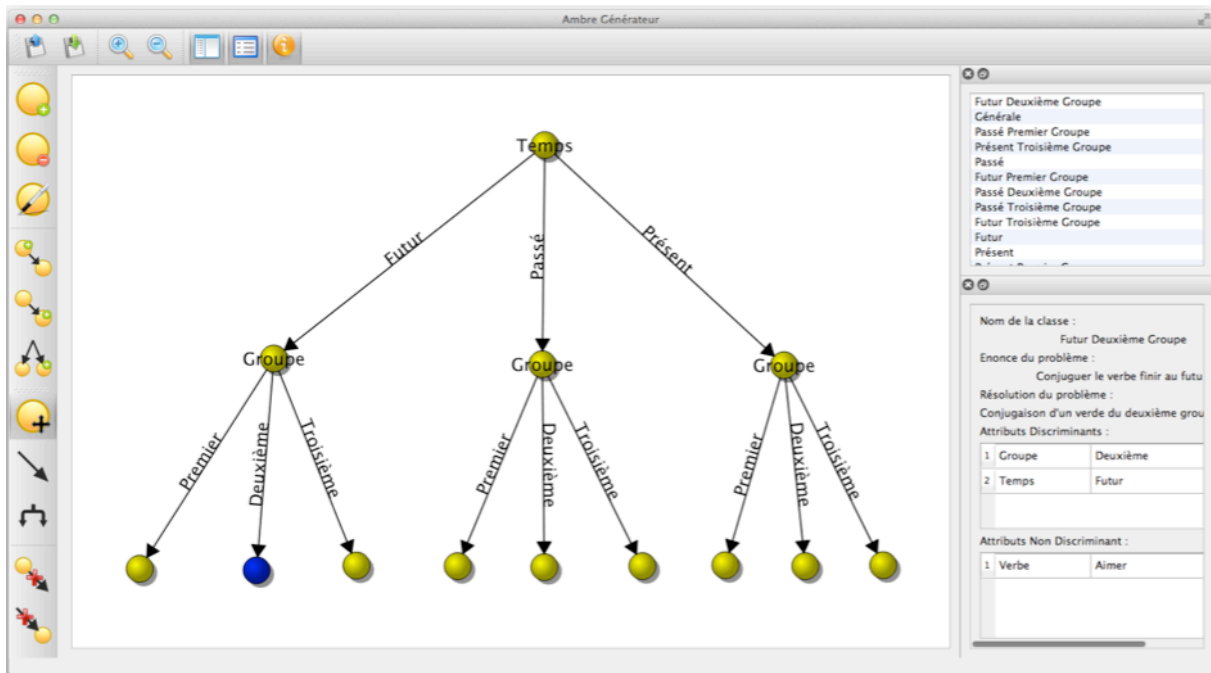 Ambre Générateur
Temps
Futur
Passé
Présent
Groupe
Groupe
Groupe
Premier
Deuxième
Troisième
Premier
Deuxième
Troisième
Premier
Deuxième
Troisième
Futur Deuxième Groupe
Générale
Passé Premier Groupe
Présent Troisième Groupe
Passé
Futur Premier Groupe
Passé Deuxième Groupe
Passé Troisième Groupe
Futur Troisième Groupe
Futur
Présent
Nom de la classe :
Futur Deuxième Groupe
Enonce du problème :
Conjuguer le verbe finir au futu
Résolution du problème :
Conjugaison d'un verde du deuxième grou
Attributs Discriminants :
1 Groupe Deuxième
2 Temps Futur
Attributs Non Discriminant :
1 Verbe Aimer